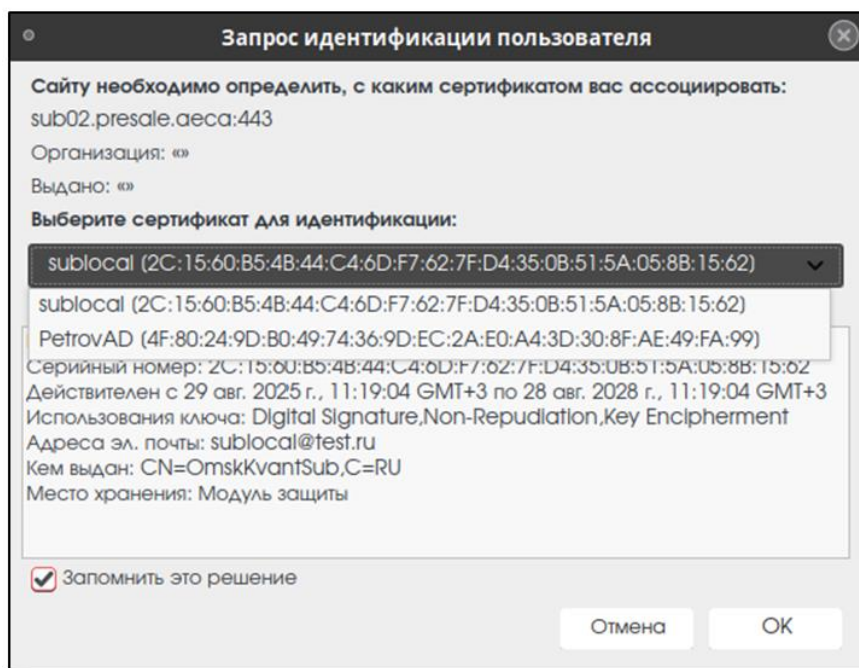 Запрос идентификации пользователя
Сайту необходимо определить, с каким сертификатом вас ассоциировать:
sub02.presale.aeca:443
Организация: «»
Выдано: «»
Выберите сертификат для идентификации:
sublocal (2C:15:60:B5:4B:44:C4:6D:F7:62:7F:D4:35:0B:51:5A:05:8B:15:62)
sublocal (2C:15:60:B5:4B:44:C4:6D:F7:62:7F:D4:35:0B:51:5A:05:8B:15:62)
PetrovAD (4F:80:24:9D:B0:49:74:36:9D:EC:2A:E0:A4:3D:30:8F:AE:49:FA:99)
Серийный номер: 2C:15:60:B5:4B:44:C4:6D:F7:62:7F:D4:35:0B:51:5A:05:8B:15:62
Действителен с 29 авг. 2025 г., 11:19:04 GMT+3 по 28 авг. 2028 г., 11:19:04 GMT+3
Использования ключа: Digital Signature,Non-Repudiation,Key Encipherment
Адреса эл. почты: sublocal@test.ru
Кем выдан: CN=OmskKvantSub,C=RU
Место хранения: Модуль защиты
Запомнить это решение
Отмена
OK